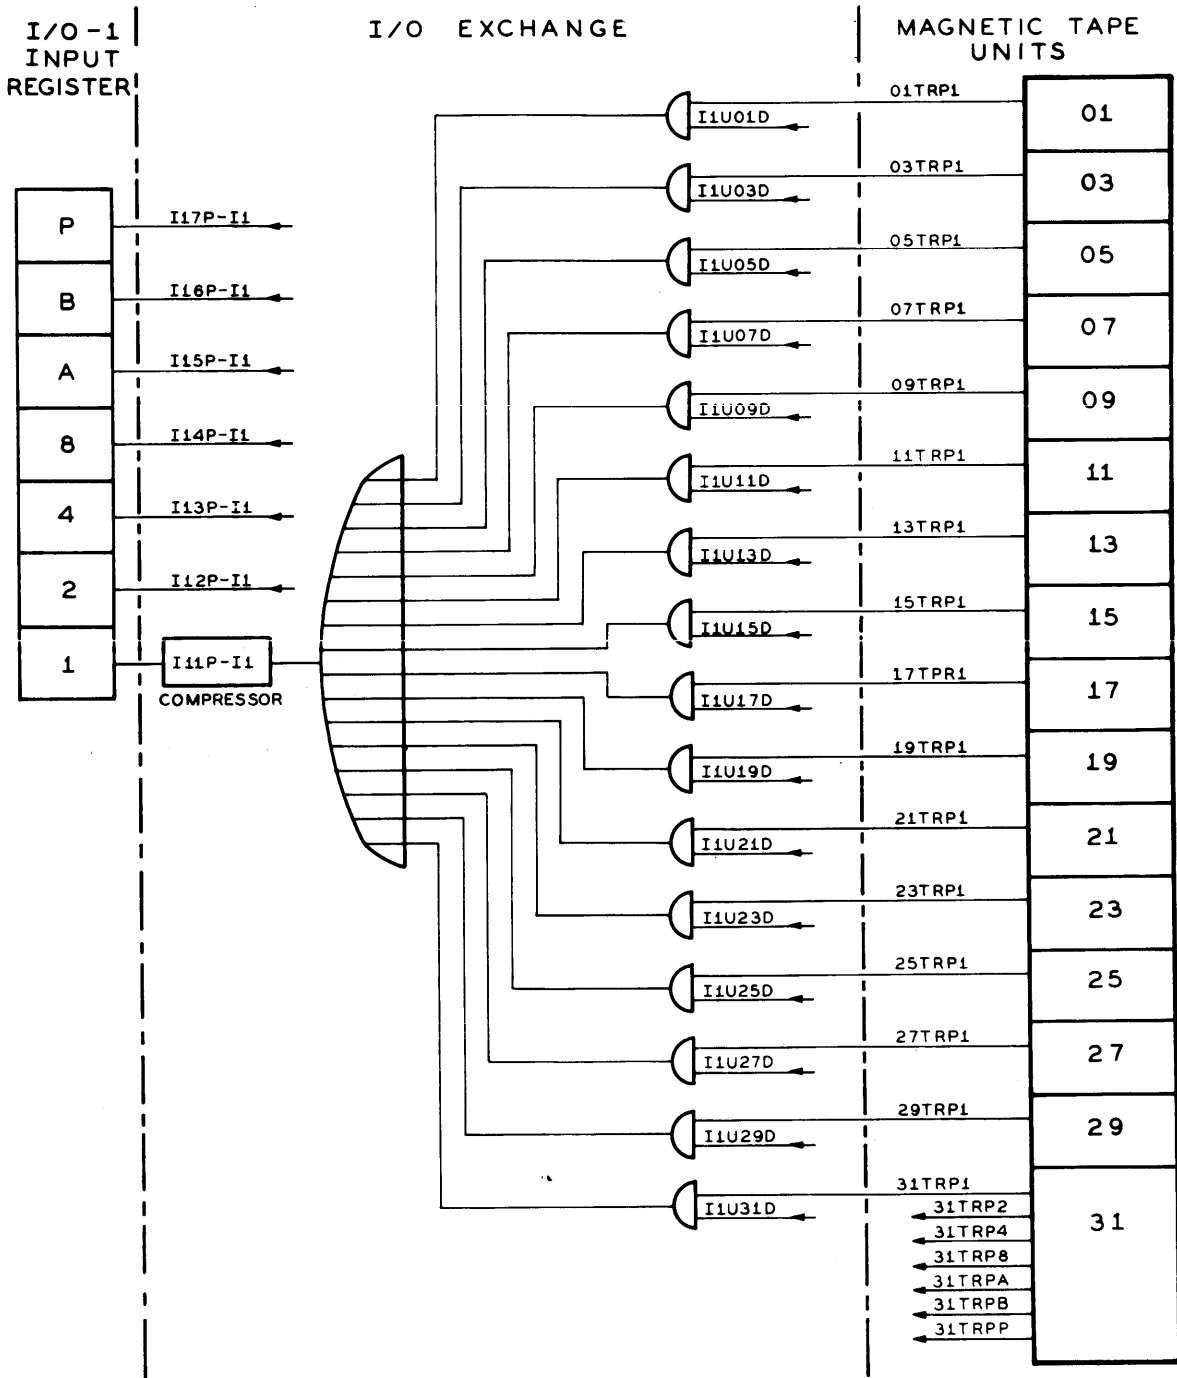 I/O-1
INPUT
REGISTER
I/O EXCHANGE
MAGNETIC TAPE
UNITS
P
I17P-I1
B
I16P-I1
A
I15P-I1
8
I14P-I1
4
I13P-I1
2
I12P-I1
1
I11P-I1
COMPRESSOR
I1U01D
01TRP1
01
I1U03D
03TRP1
03
I1U05D
05TRP1
05
I1U07D
07TRP1
07
I1U09D
09TRP1
09
I1U11D
11TRP1
11
I1U13D
13TRP1
13
I1U15D
15TRP1
15
I1U17D
17TPR1
17
I1U19D
19TRP1
19
I1U21D
21TRP1
21
I1U23D
23TRP1
23
I1U25D
25TRP1
25
I1U27D
27TRP1
27
I1U29D
29TRP1
29
I1U31D
31TRP1
31TRP2
31TRP4
31TRP8
31TRPA
31TRPB
31TRPP
31